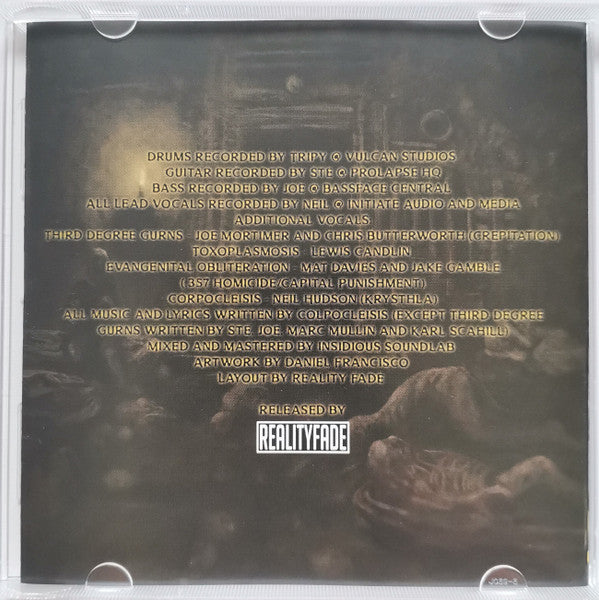 DRUMS RECORDED BY TRIPY @ VULCAN STUDIOS
GUITAR RECORDED BY STE @ PROLAPSE HQ
BASS RECORDED BY JOE @ BASSFACE CENTRAL
ALL LEAD VOCALS RECORDED BY NEIL @ INITIATE AUDIO AND MEDIA
ADDITIONAL VOCALS
THIRD DEGREE GURNS - JOE MORTIMER AND CHRIS BUTTERWORTH (CREPITATION)
TOXOPLASMOSIS - LEWIS CANDLIN
EVANGENITAL OBLITERATION - MAT DAVIES AND JAKE GAMBLE
(.357 HOMICIDE/CAPITAL PUNISHMENT)
CORPOCLEISIS - NEIL HUDSON (KRYSTHLA)
ALL MUSIC AND LYRICS WRITTEN BY COLPOCLEISIS (EXCEPT THIRD DEGREE
GURNS WRITTEN BY STE, JOE, MARC MULLIN AND KARL SCAHILL)
MIXED AND MASTERED BY INSIDIOUS SOUNDLAB
ARTWORK BY DANIEL FRANCISCO
LAYOUT BY REALITY FADE
RELEASED BY
REALITYFADE